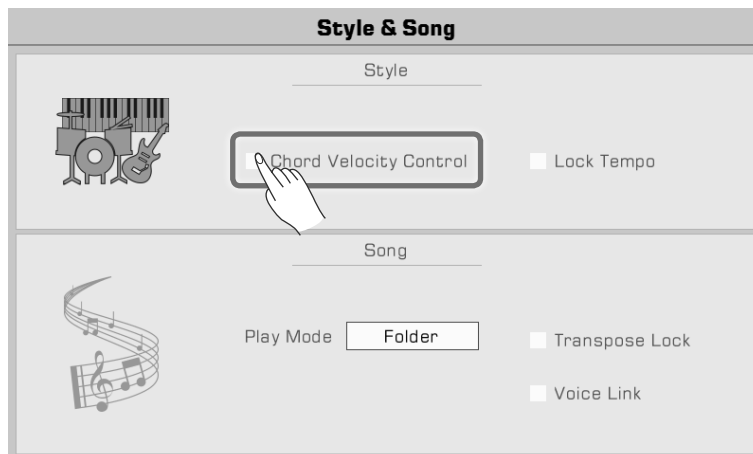 Style & Song
Style
Chord Velocity Control
Lock Tempo
Song
Play Mode
Folder
Transpose Lock
Voice Link